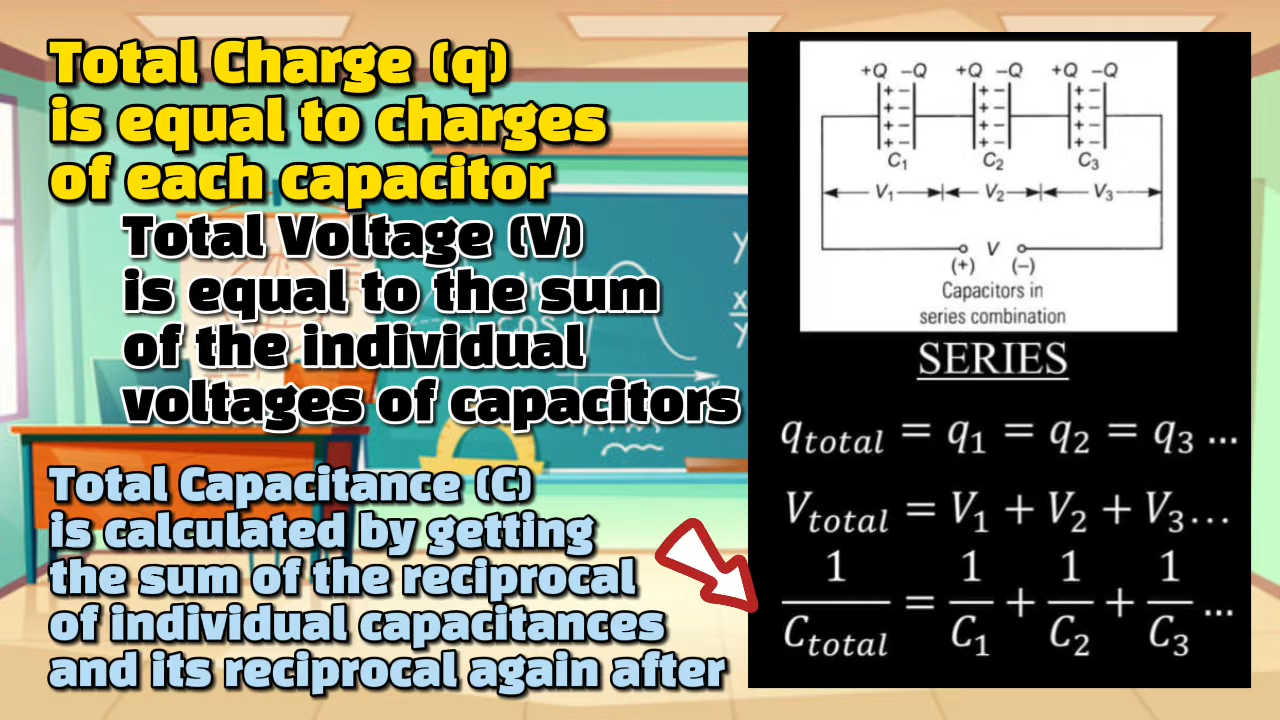 Total Charge (q)
is equal to charges
of each capacitor
Total Voltage (V)
is equal to the sum
of the individual
voltages of capacitors
Total Capacitance (C)
is calculated by getting
the sum of the reciprocal
of individual capacitances
and its reciprocal again after
+Q –Q +Q –Q +Q –Q
C₁ C₂ C₃
V₁ V₂ V₃
V
(+) (–)
Capacitors in
series combination
SERIES
q_total = q₁ = q₂ = q₃ ...
V_total = V₁ + V₂ + V₃...
1/C_total = 1/C₁ + 1/C₂ + 1/C₃ ...